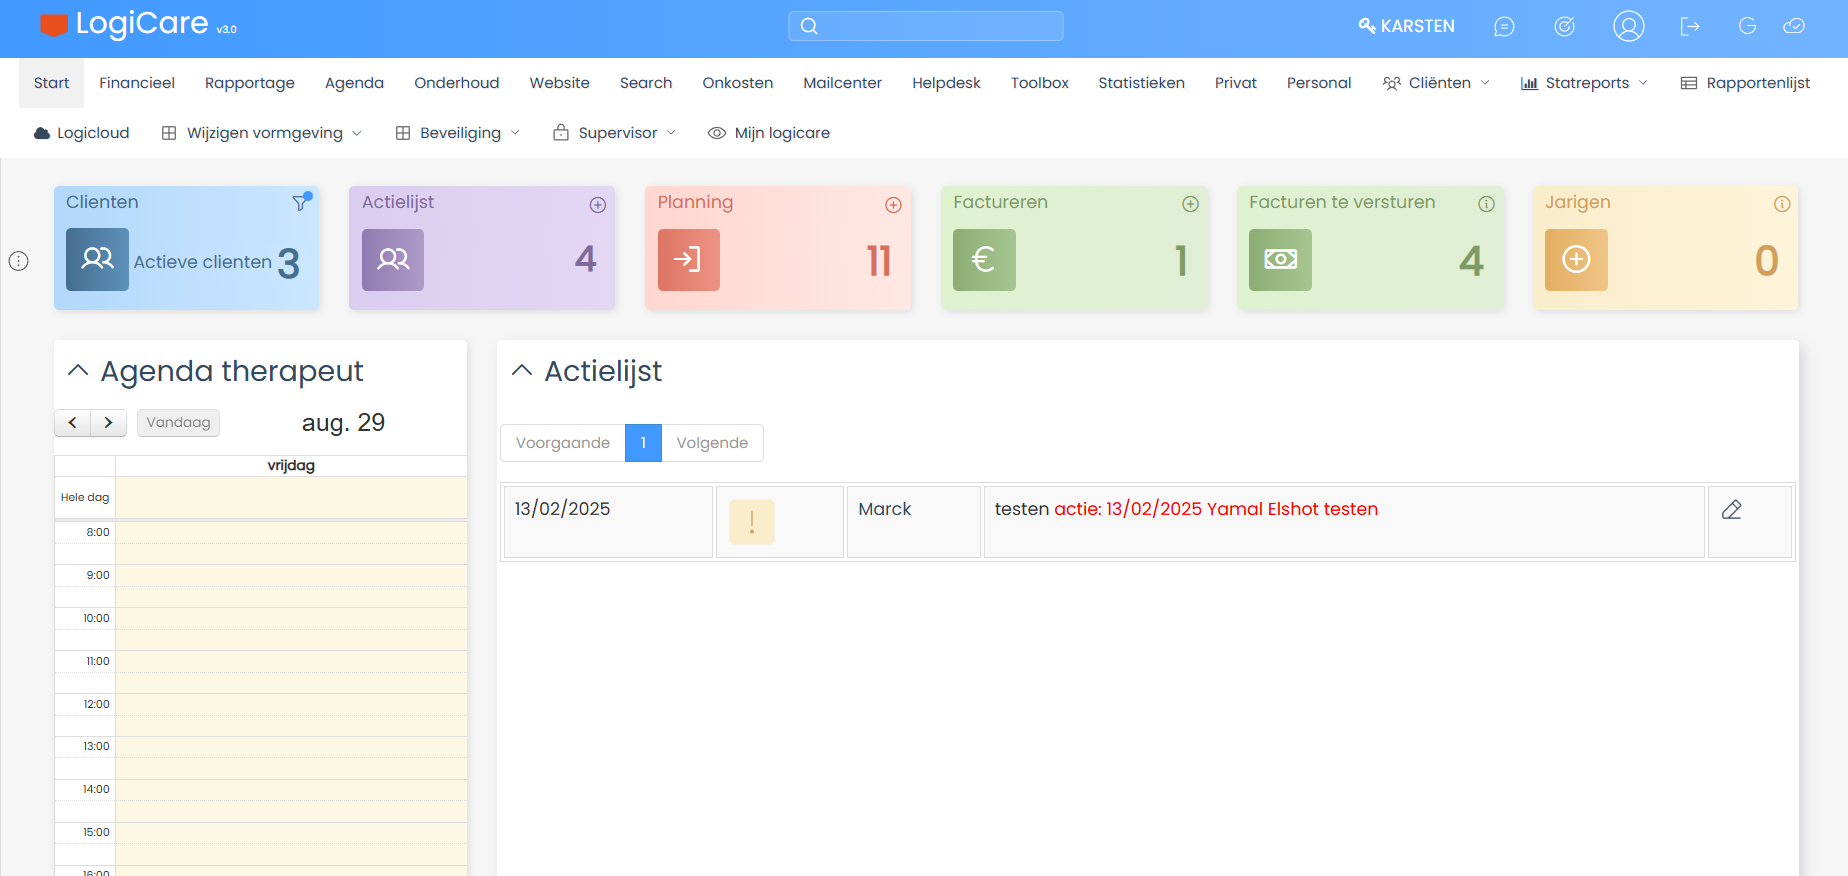 LogiCare v3.0
KARSTEN
Start Financieel Rapportage Agenda Onderhoud Website Search Onkosten Mailcenter Helpdesk Toolbox Statistieken Privat Personal Cliënten Statreports Rapportenlijst
Logicloud Wijzigen vormgeving Beveiliging Supervisor Mijn logicare
Clienten
Actieve clienten 3
Actielijst
4
Planning
11
Factureren
€ 1
Facturen te versturen
4
Jarigen
0
Agenda therapeut
Vandaag aug. 29
vrijdag
Hele dag
8:00
9:00
10:00
11:00
12:00
13:00
14:00
15:00
16:00
Actielijst
Voorgaande 1 Volgende
13/02/2025 ! Marck testen actie: 13/02/2025 Yamal Elshot testen